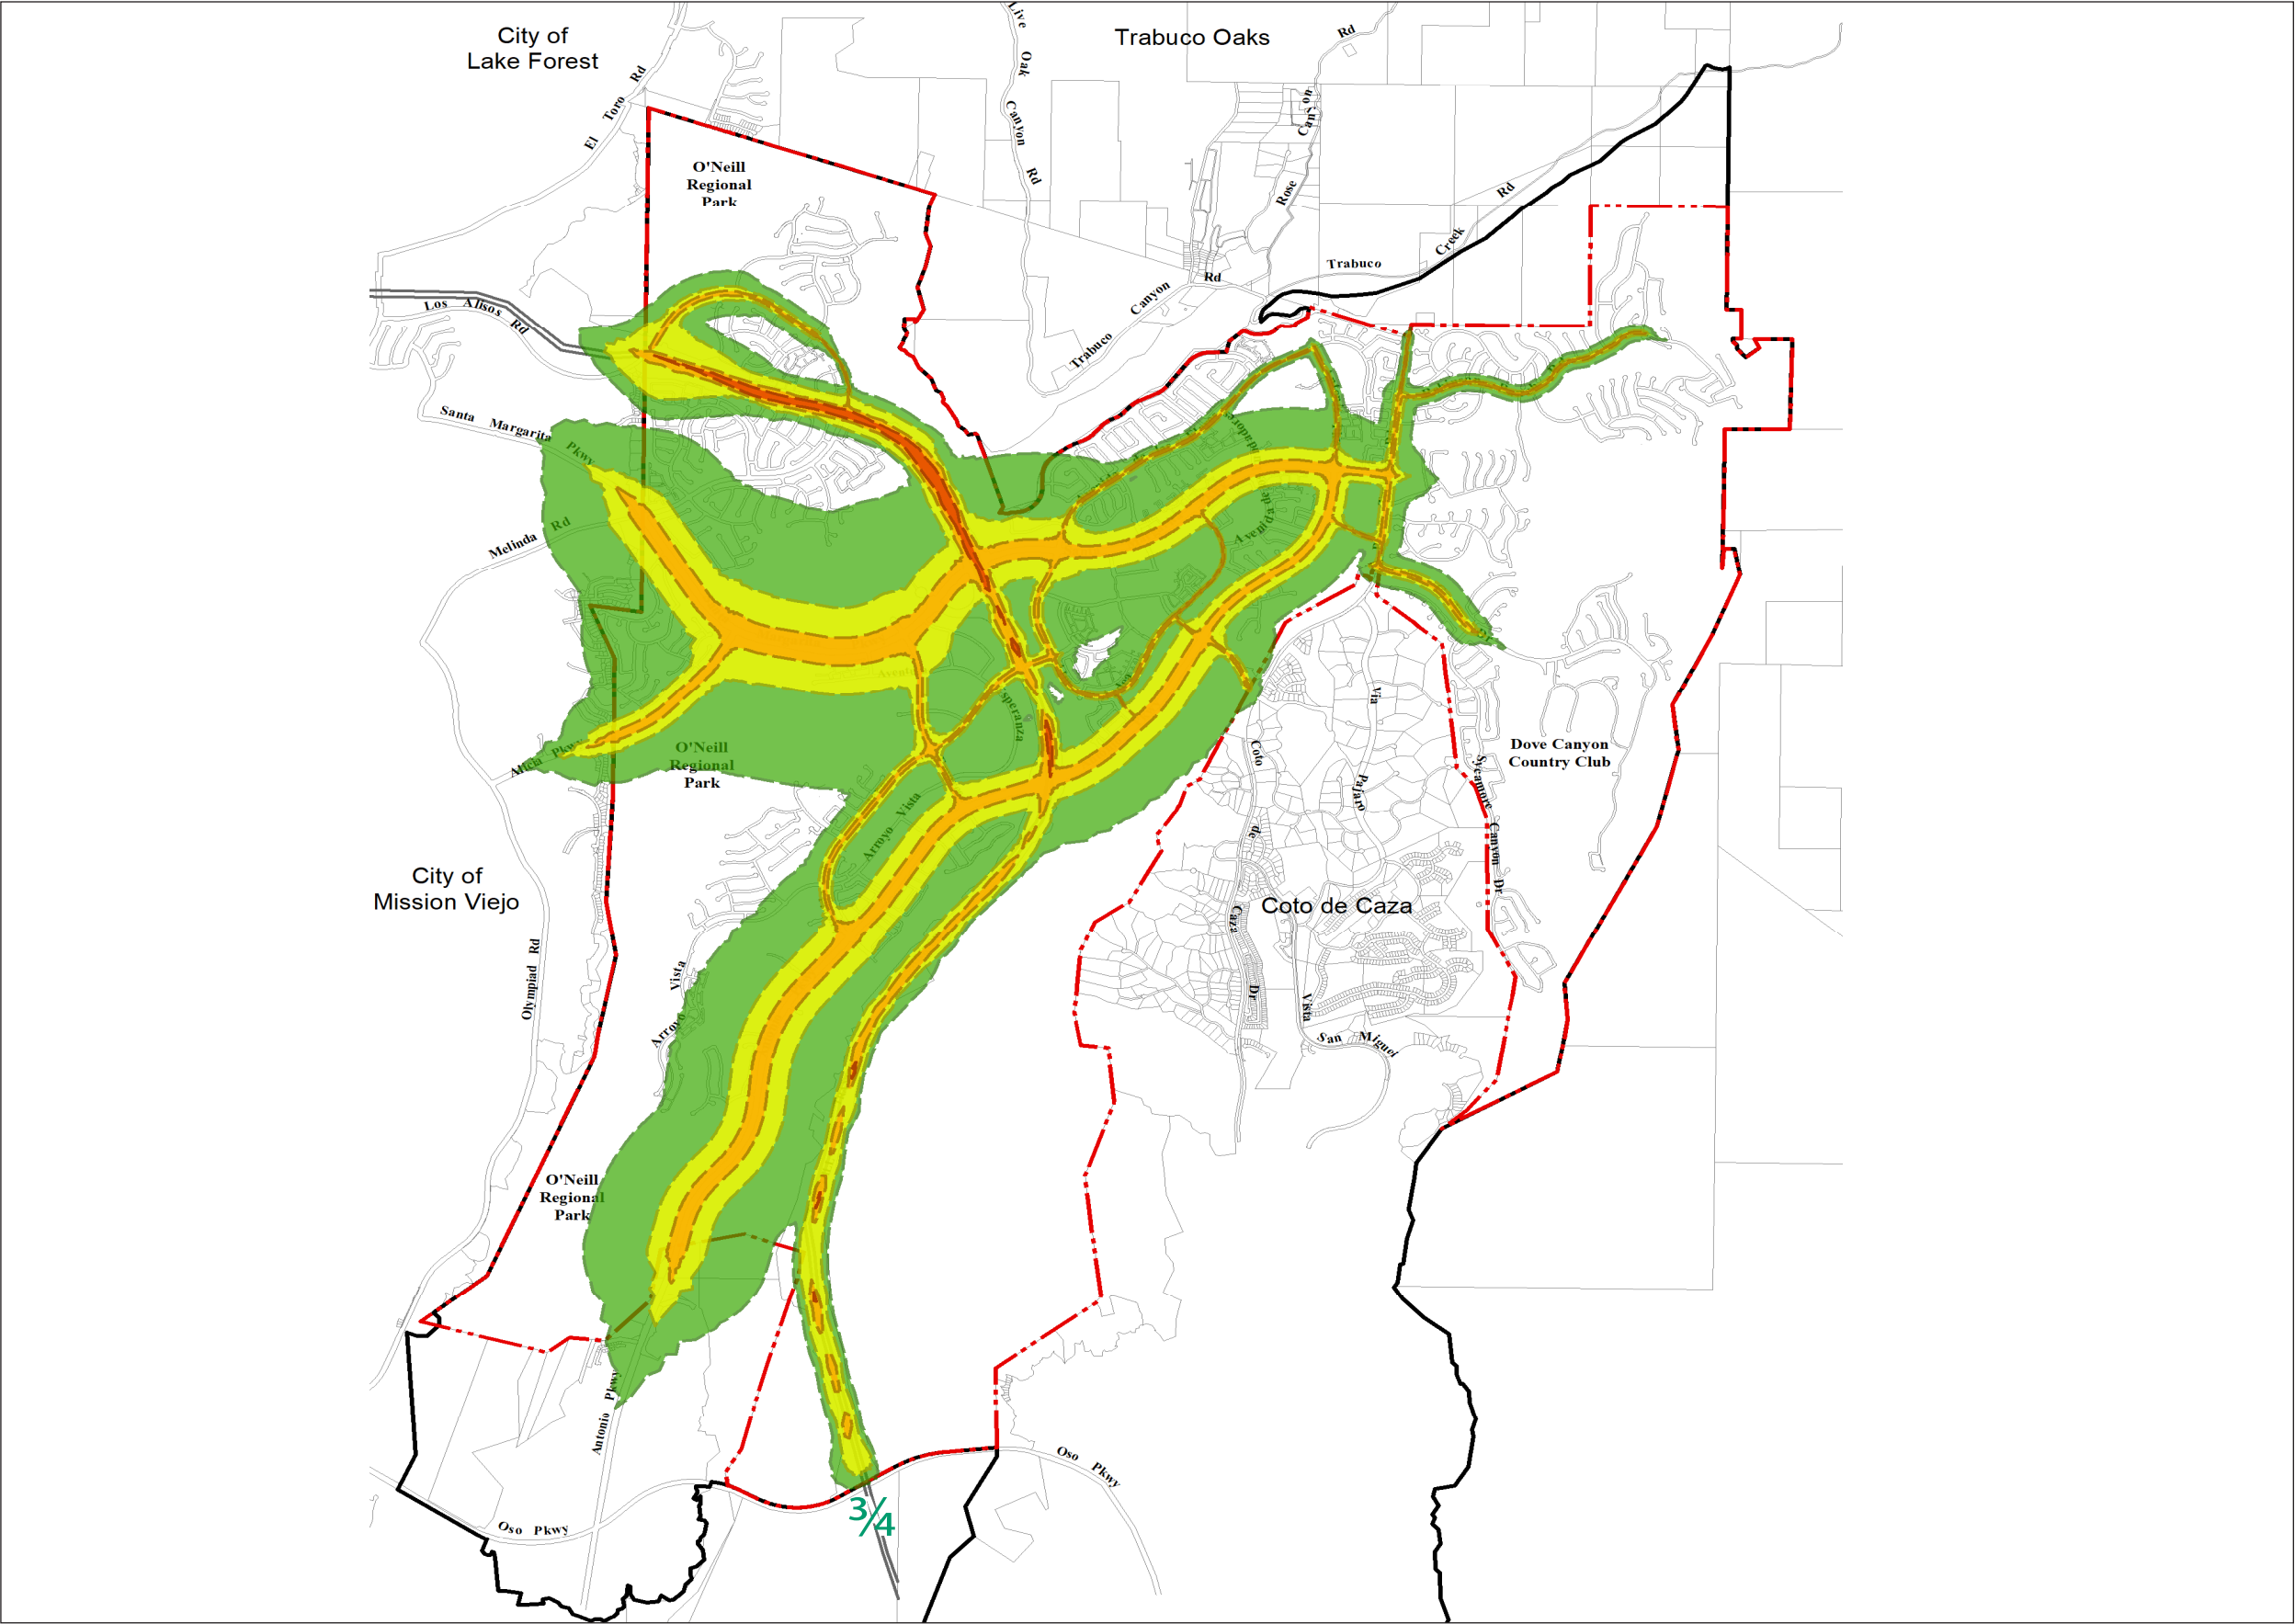 City of
Lake Forest
Trabuco Oaks
Live Oak Canyon Rd
Rd
Canyon
Rose
El Toro Rd
O'Neill
Regional
Park
Los Alisos Rd
Trabuco Creek Rd
Trabuco Canyon Rd
Santa Margarita Pkwy
Melinda Rd
Avenida de
Alicia Pkwy
O'Neill
Regional
Park
Arroyo Vista
Dr
Dove Canyon
Country Club
Coto de Caza Dr
Via Pajaro
Sycamore Canyon Dr
City of
Mission Viejo
Coto de Caza
Olympiad Rd
Arroyo Vista
Vista San Miguel
O'Neill
Regional
Park
Antonio Pkwy
Oso Pkwy
Oso Pkwy
¾